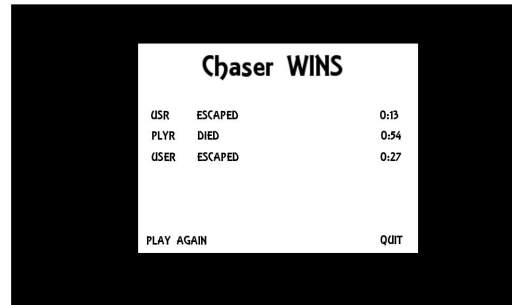 Chaser WINS
USR ESCAPED 0:13
PLYR DIED 0:54
USER ESCAPED 0:27
PLAY AGAIN QUIT